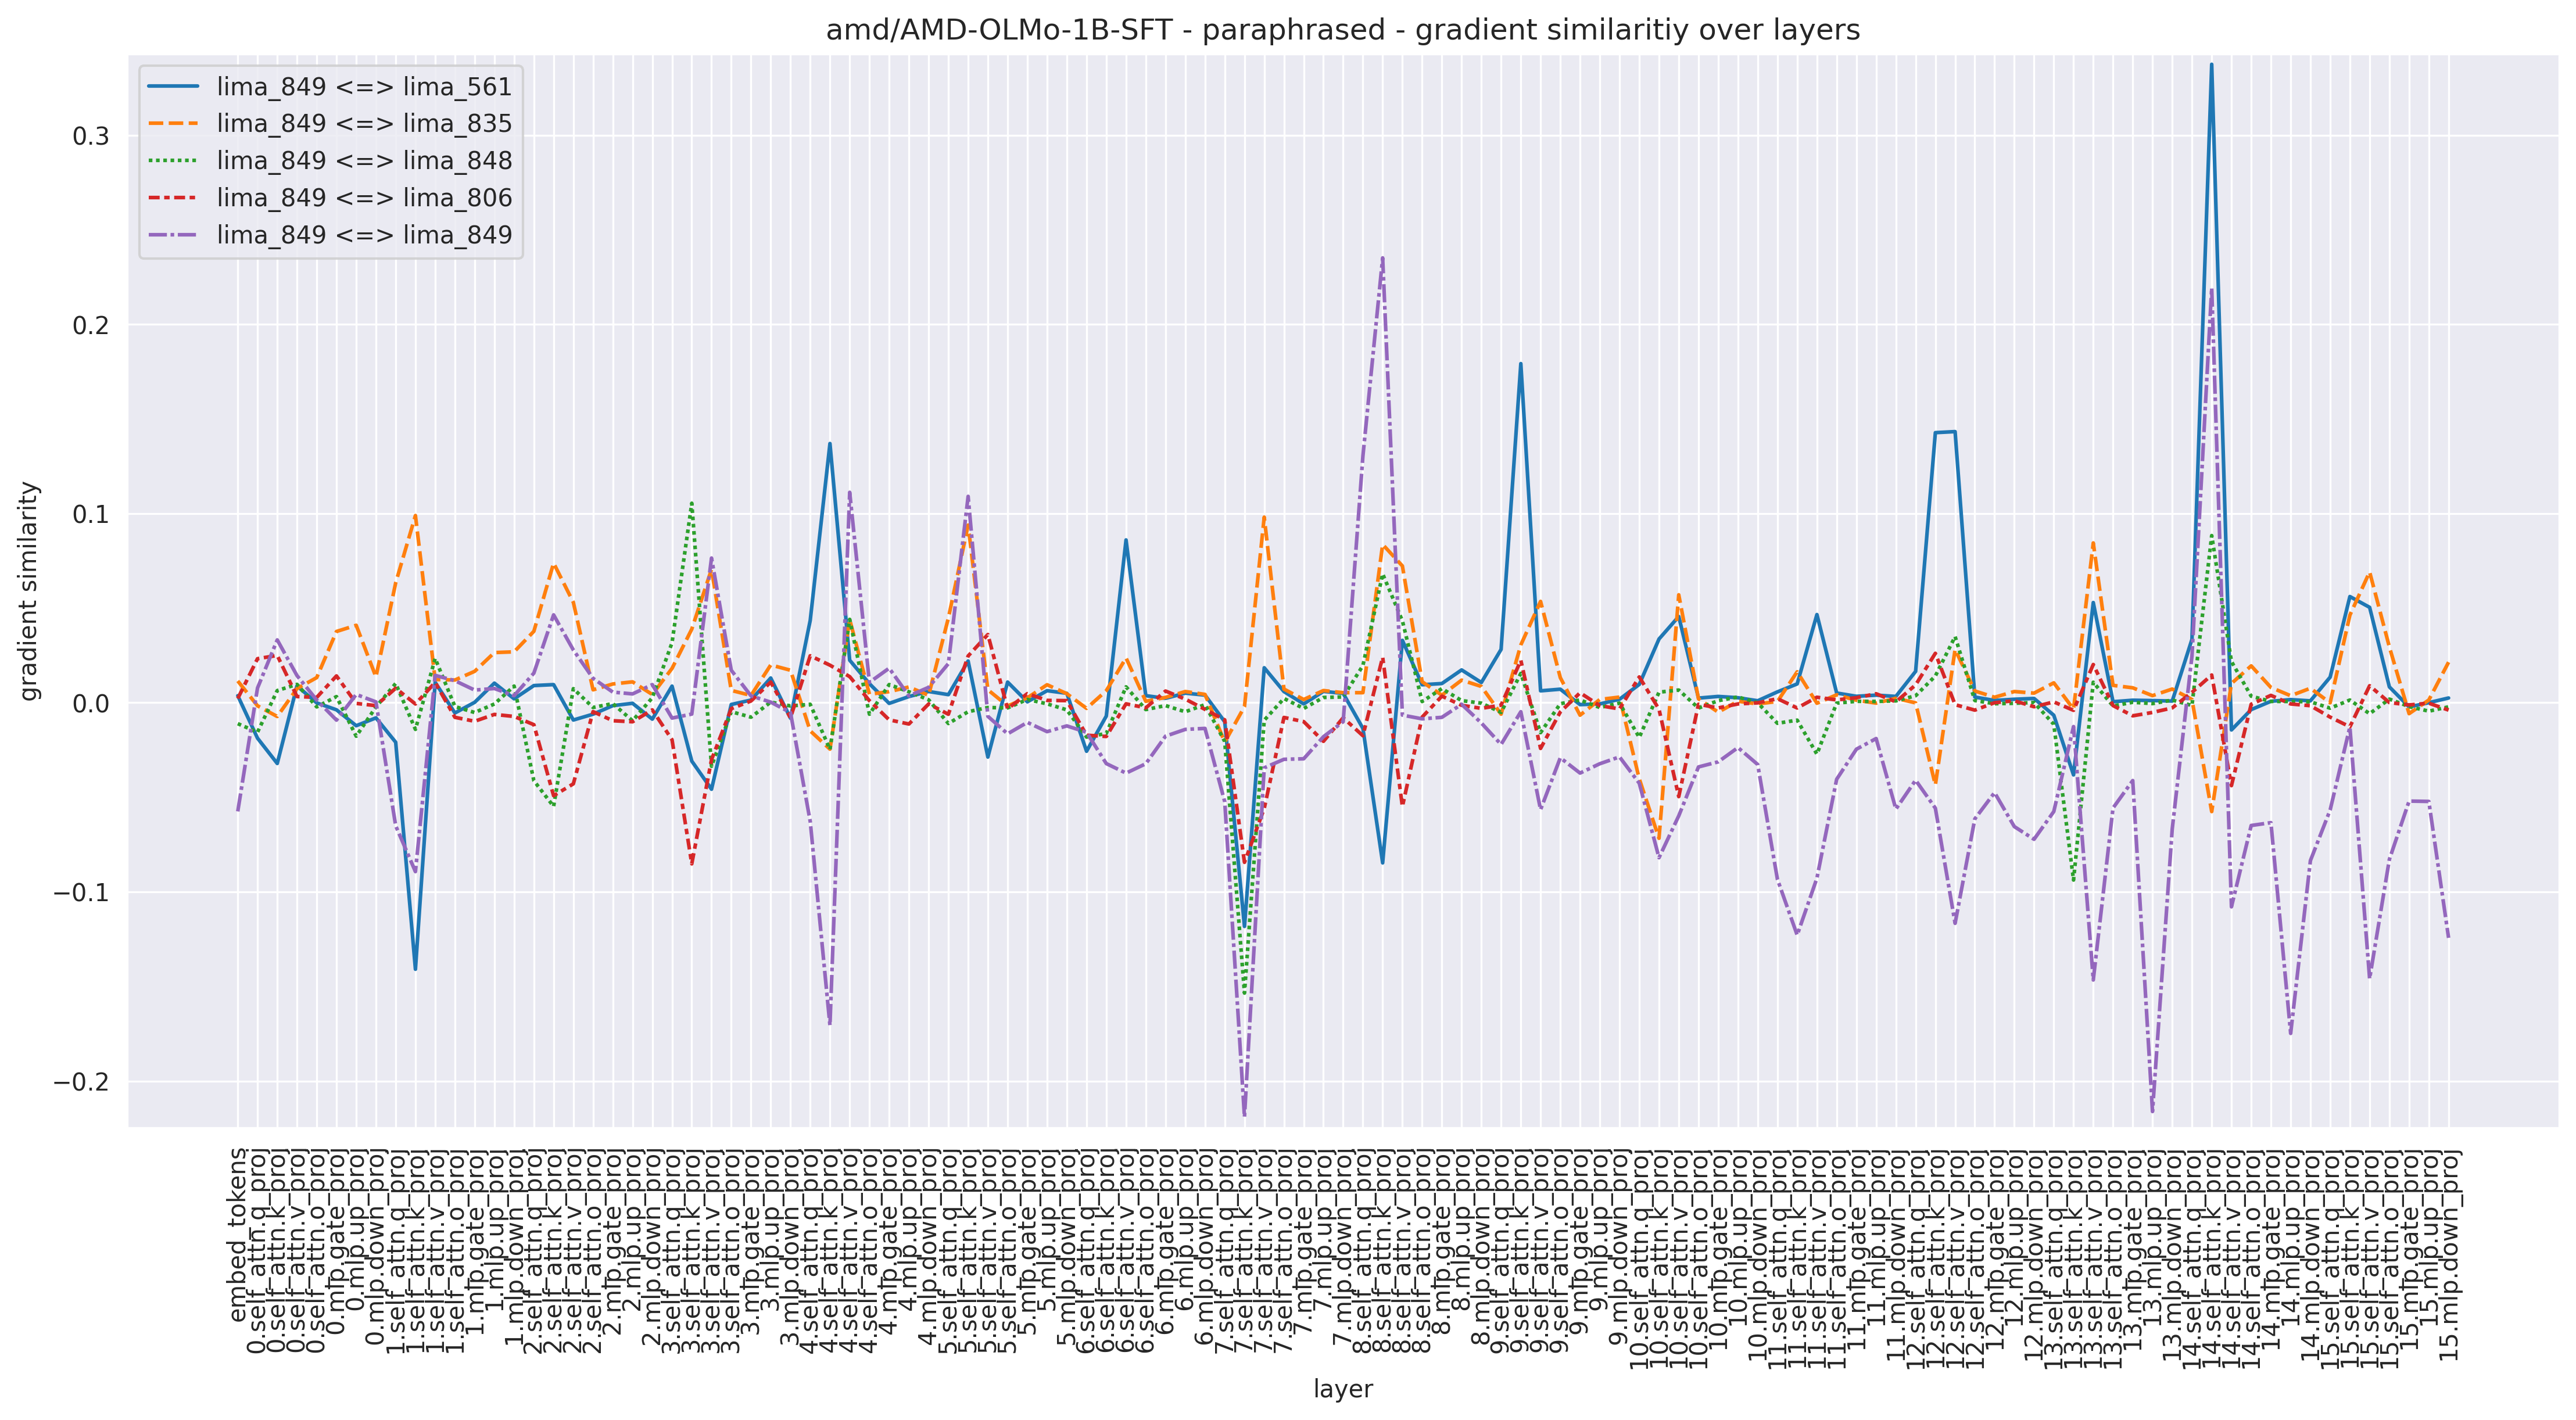 amd/AMD-OLMo-1B-SFT - paraphrased - gradient similaritiy over layers
lima_849 <=> lima_561
lima_849 <=> lima_835
lima_849 <=> lima_848
lima_849 <=> lima_806
lima_849 <=> lima_849
gradient similarity
0.3
0.2
0.1
0.0
−0.1
−0.2
embed_tokens
0.self_attn.q_proj
0.self_attn.k_proj
0.self_attn.v_proj
0.self_attn.o_proj
0.mlp.gate_proj
0.mlp.up_proj
0.mlp.down_proj
1.self_attn.q_proj
1.self_attn.k_proj
1.self_attn.v_proj
1.self_attn.o_proj
1.mlp.gate_proj
1.mlp.up_proj
1.mlp.down_proj
2.self_attn.q_proj
2.self_attn.k_proj
2.self_attn.v_proj
2.self_attn.o_proj
2.mlp.gate_proj
2.mlp.up_proj
2.mlp.down_proj
3.self_attn.q_proj
3.self_attn.k_proj
3.self_attn.v_proj
3.self_attn.o_proj
3.mlp.gate_proj
3.mlp.up_proj
3.mlp.down_proj
4.self_attn.q_proj
4.self_attn.k_proj
4.self_attn.v_proj
4.self_attn.o_proj
4.mlp.gate_proj
4.mlp.up_proj
4.mlp.down_proj
5.self_attn.q_proj
5.self_attn.k_proj
5.self_attn.v_proj
5.self_attn.o_proj
5.mlp.gate_proj
5.mlp.up_proj
5.mlp.down_proj
6.self_attn.q_proj
6.self_attn.k_proj
6.self_attn.v_proj
6.self_attn.o_proj
6.mlp.gate_proj
6.mlp.up_proj
6.mlp.down_proj
7.self_attn.q_proj
7.self_attn.k_proj
7.self_attn.v_proj
7.self_attn.o_proj
7.mlp.gate_proj
7.mlp.up_proj
7.mlp.down_proj
8.self_attn.q_proj
8.self_attn.k_proj
8.self_attn.v_proj
8.self_attn.o_proj
8.mlp.gate_proj
8.mlp.up_proj
8.mlp.down_proj
9.self_attn.q_proj
9.self_attn.k_proj
9.self_attn.v_proj
9.self_attn.o_proj
9.mlp.gate_proj
9.mlp.up_proj
9.mlp.down_proj
10.self_attn.q_proj
10.self_attn.k_proj
10.self_attn.v_proj
10.self_attn.o_proj
10.mlp.gate_proj
10.mlp.up_proj
10.mlp.down_proj
11.self_attn.q_proj
11.self_attn.k_proj
11.self_attn.v_proj
11.self_attn.o_proj
11.mlp.gate_proj
11.mlp.up_proj
11.mlp.down_proj
12.self_attn.q_proj
12.self_attn.k_proj
12.self_attn.v_proj
12.self_attn.o_proj
12.mlp.gate_proj
12.mlp.up_proj
12.mlp.down_proj
13.self_attn.q_proj
13.self_attn.k_proj
13.self_attn.v_proj
13.self_attn.o_proj
13.mlp.gate_proj
13.mlp.up_proj
13.mlp.down_proj
14.self_attn.q_proj
14.self_attn.k_proj
14.self_attn.v_proj
14.self_attn.o_proj
14.mlp.gate_proj
14.mlp.up_proj
14.mlp.down_proj
15.self_attn.q_proj
15.self_attn.k_proj
15.self_attn.v_proj
15.self_attn.o_proj
15.mlp.gate_proj
15.mlp.up_proj
15.mlp.down_proj
layer